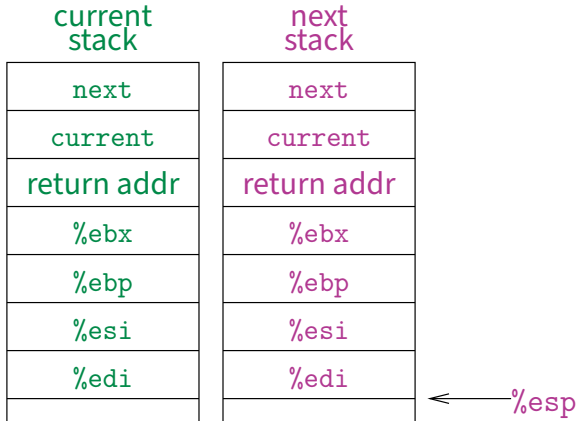 current
stack
next
current
return addr
%ebx
%ebp
%esi
%edi
next
stack
next
current
return addr
%ebx
%ebp
%esi
%edi
%esp